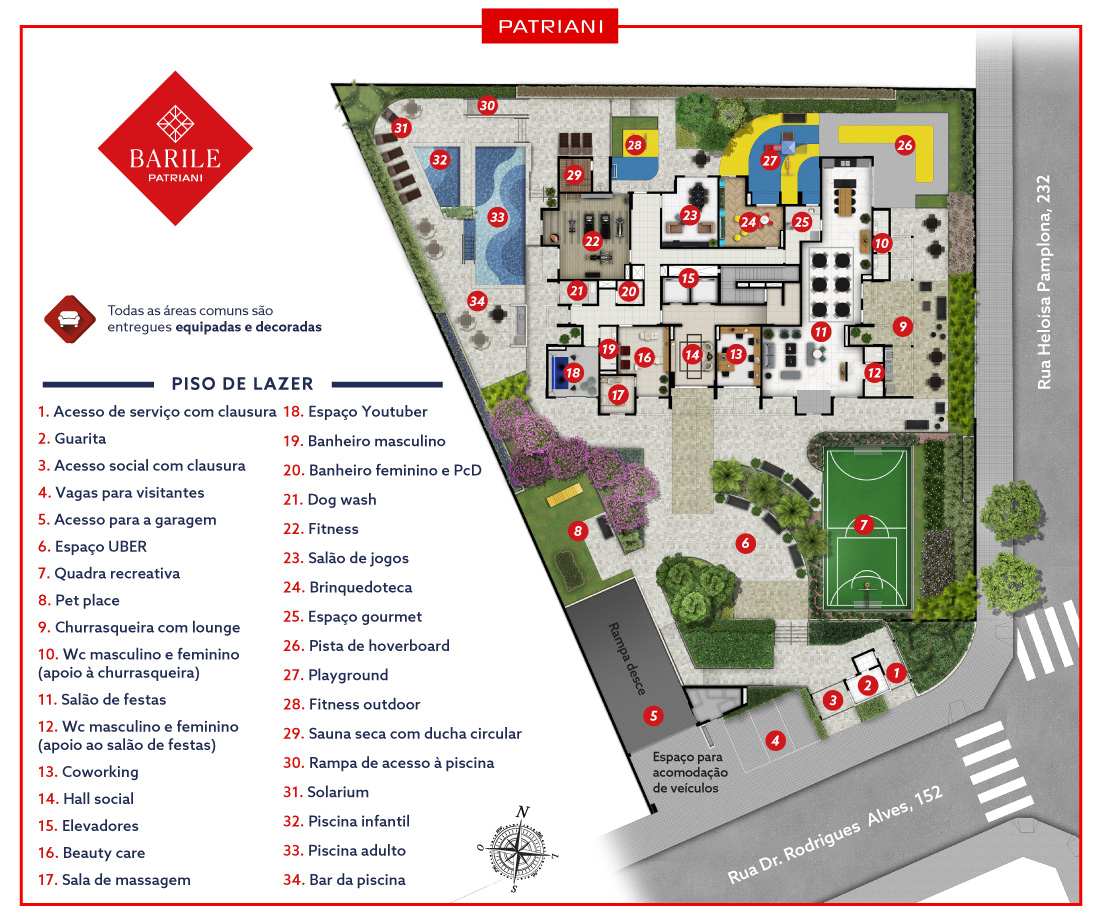 PATRIANI
BARILE
PATRIANI
Todas as áreas comuns são
entregues equipadas e decoradas
PISO DE LAZER
1. Acesso de serviço com clausura
2. Guarita
3. Acesso social com clausura
4. Vagas para visitantes
5. Acesso para a garagem
6. Espaço UBER
7. Quadra recreativa
8. Pet place
9. Churrasqueira com lounge
10. Wc masculino e feminino
(apoio à churrasqueira)
11. Salão de festas
12. Wc masculino e feminino
(apoio ao salão de festas)
13. Coworking
14. Hall social
15. Elevadores
16. Beauty care
17. Sala de massagem
18. Espaço Youtuber
19. Banheiro masculino
20. Banheiro feminino e PcD
21. Dog wash
22. Fitness
23. Salão de jogos
24. Brinquedoteca
25. Espaço gourmet
26. Pista de hoverboard
27. Playground
28. Fitness outdoor
29. Sauna seca com ducha circular
30. Rampa de acesso à piscina
31. Solarium
32. Piscina infantil
33. Piscina adulto
34. Bar da piscina
30
31
32
28
27
26
29
33
23
24
25
22
10
15
21
20
34
9
11
19
16
14
13
18
12
17
7
8
6
Rampa desce
1
2
3
5
4
Espaço para
acomodação
de veículos
Rua Heloísa Pamplona, 232
Rua Dr. Rodrigues Alves, 152
N
O
L
S